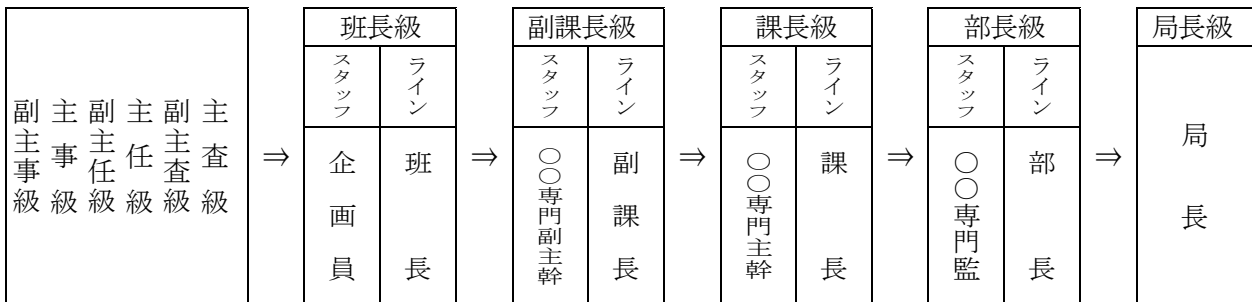 副主事級
主事級
副主任級
主任級
副主査級
主査級
⇒
班長級
スタッフ
ライン
企画員
班長
⇒
副課長級
スタッフ
ライン
○○専門副主幹
副課長
⇒
課長級
スタッフ
ライン
○○専門主幹
課長
⇒
部長級
スタッフ
ライン
○○専門監
部長
⇒
局長級
局長